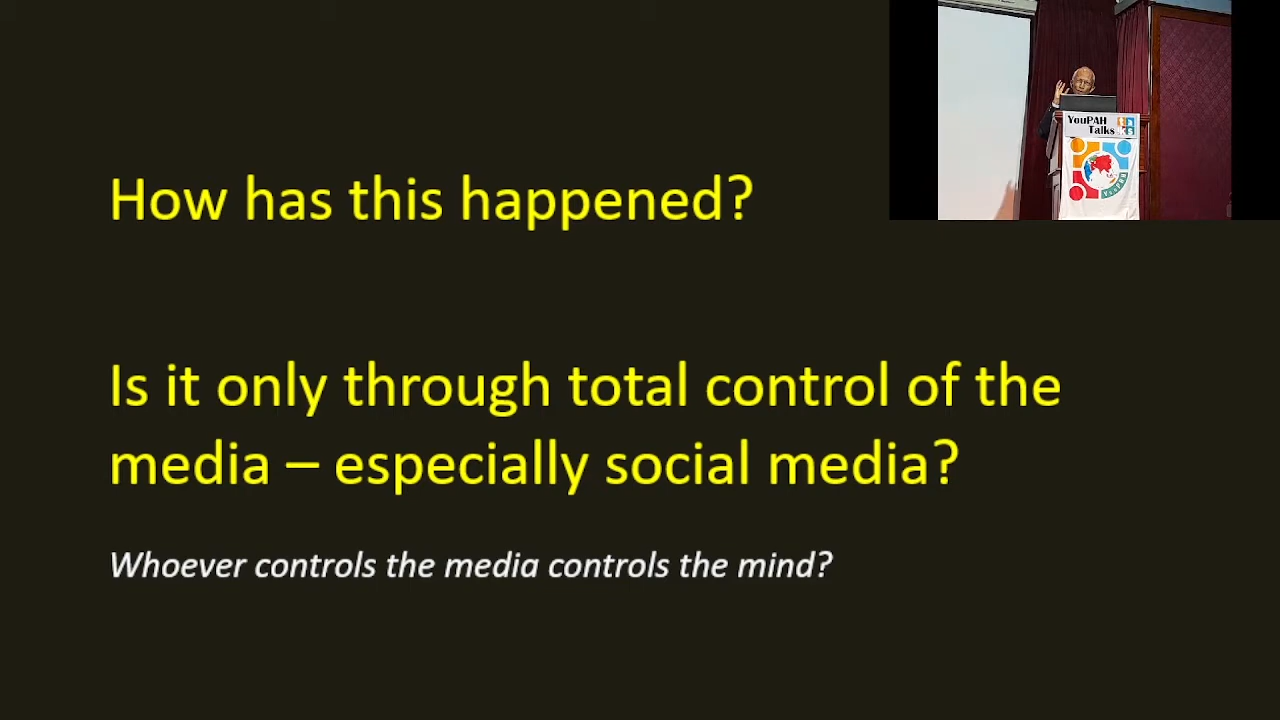 How has this happened?
Is it only through total control of the
media – especially social media?
Whoever controls the media controls the mind?
YouPAH
Talks